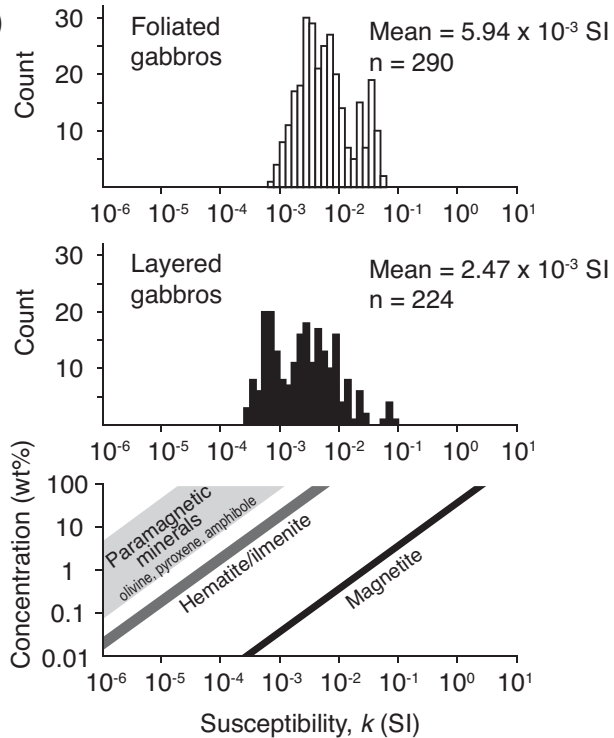 )
30
20
10
Count
Foliated
gabbros
Mean = 5.94 x 10⁻³ SI
n = 290
10⁻⁶ 10⁻⁵ 10⁻⁴ 10⁻³ 10⁻² 10⁻¹ 10⁰ 10¹
30
20
10
Count
Layered
gabbros
Mean = 2.47 x 10⁻³ SI
n = 224
10⁻⁶ 10⁻⁵ 10⁻⁴ 10⁻³ 10⁻² 10⁻¹ 10⁰ 10¹
Concentration (wt%)
100
10
1
0.1
0.01
Paramagnetic
minerals
olivine, pyroxene, amphibole
Hematite/ilmenite
Magnetite
10⁻⁶ 10⁻⁵ 10⁻⁴ 10⁻³ 10⁻² 10⁻¹ 10⁰ 10¹
Susceptibility, k (SI)